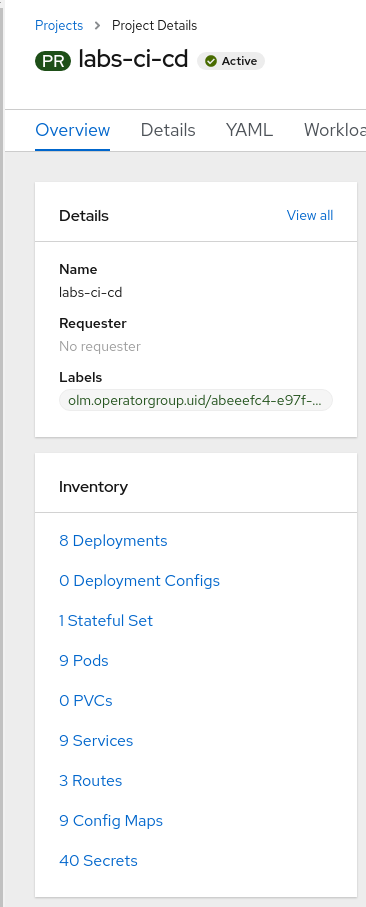 Projects > Project Details
PR labs-ci-cd Active
Overview Details YAML Workloa
Details View all
Name
labs-ci-cd
Requester
No requester
Labels
olm.operatorgroup.uid/abeeefc4-e97f-...
Inventory
8 Deployments
0 Deployment Configs
1 Stateful Set
9 Pods
0 PVCs
9 Services
3 Routes
9 Config Maps
40 Secrets